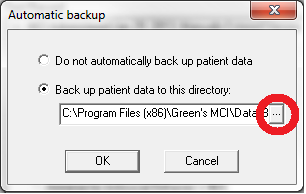 Automatic backup
Do not automatically back up patient data
Back up patient data to this directory:
C:\Program Files (x86)\Green's MCI\Data\B ...
OK
Cancel